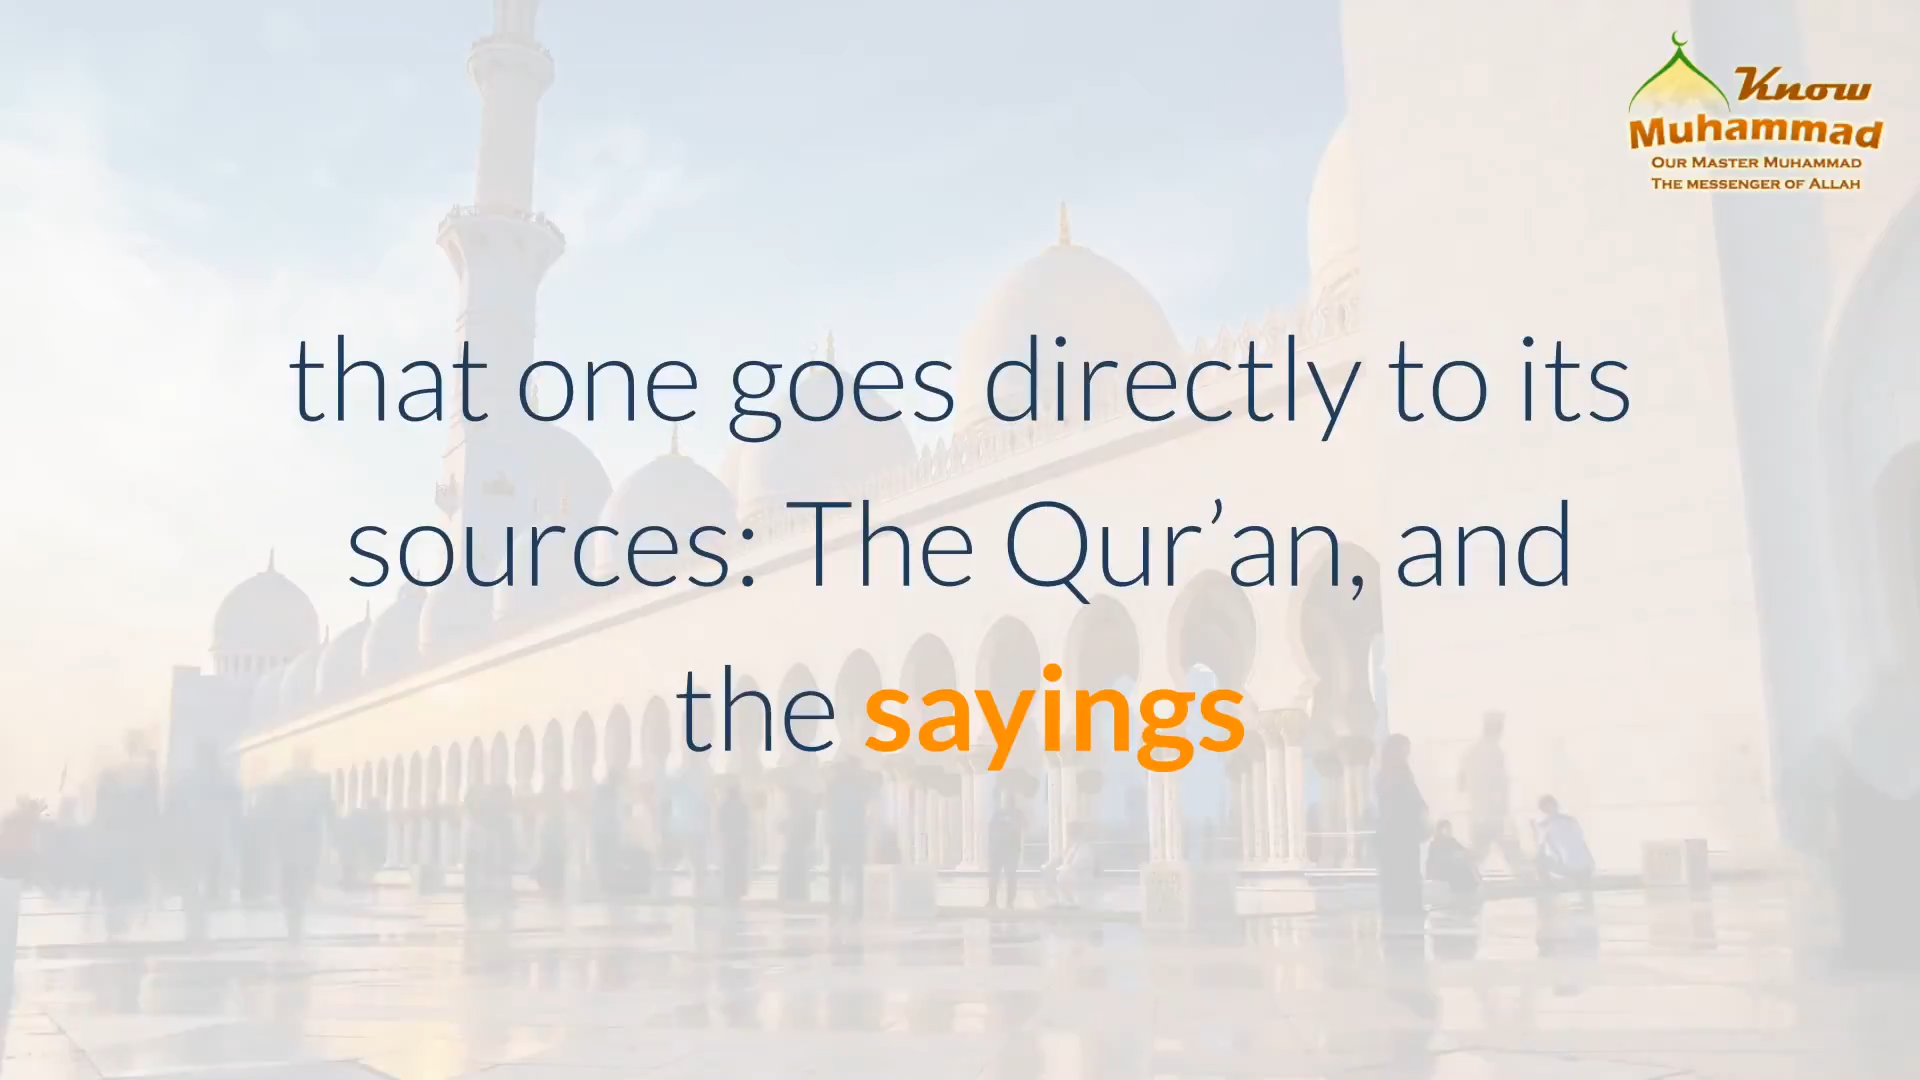 Know
Muhammad
OUR MASTER MUHAMMAD
THE MESSENGER OF ALLAH
that one goes directly to its
sources: The Qur’an, and
the sayings